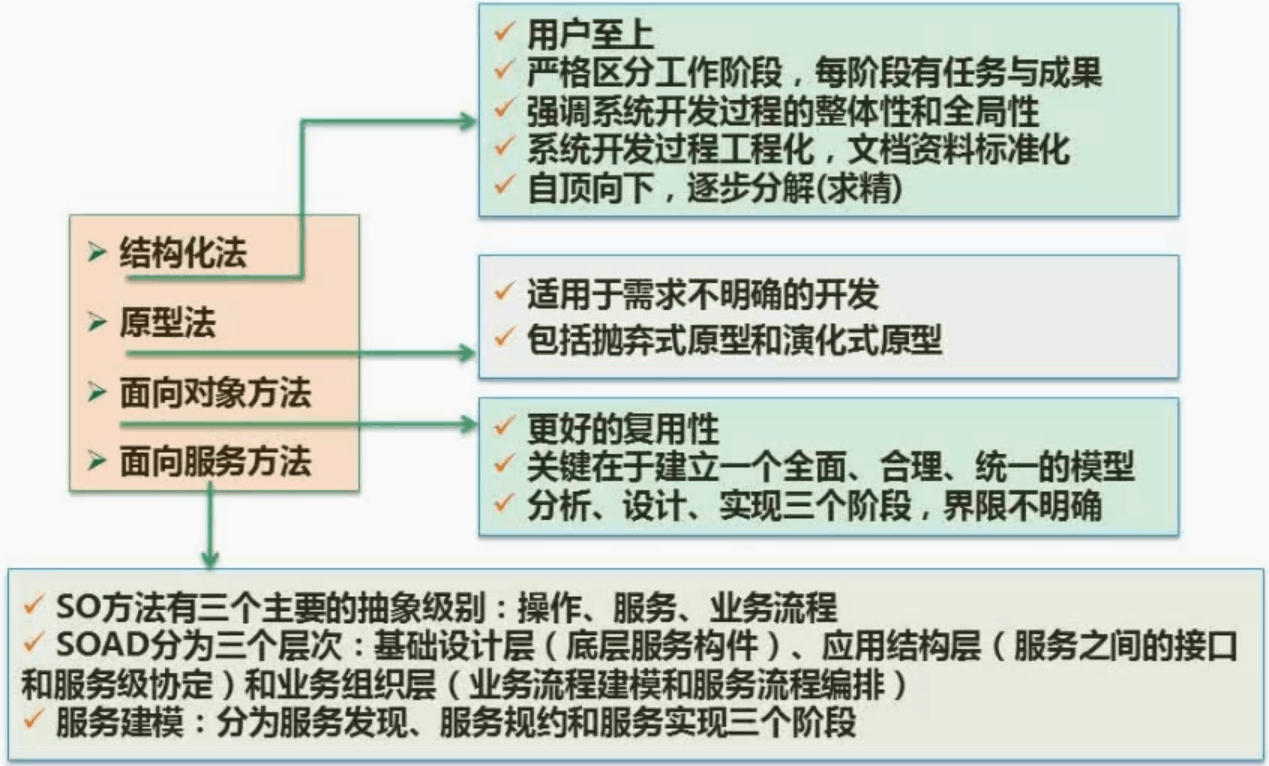 用户至上
严格区分工作阶段，每阶段有任务与成果
强调系统开发过程的整体性和全局性
系统开发过程工程化，文档资料标准化
自顶向下，逐步分解(求精)
结构化法
原型法
面向对象方法
面向服务方法
适用于需求不明确的开发
包括抛弃式原型和演化式原型
更好的复用性
关键在于建立一个全面、合理、统一的模型
分析、设计、实现三个阶段，界限不明确
SO方法有三个主要的抽象级别：操作、服务、业务流程
SOAD分为三个层次：基础设计层（底层服务构件）、应用结构层（服务之间的接口
和服务级协定）和业务组织层（业务流程建模和服务流程编排）
服务建模：分为服务发现、服务规约和服务实现三个阶段